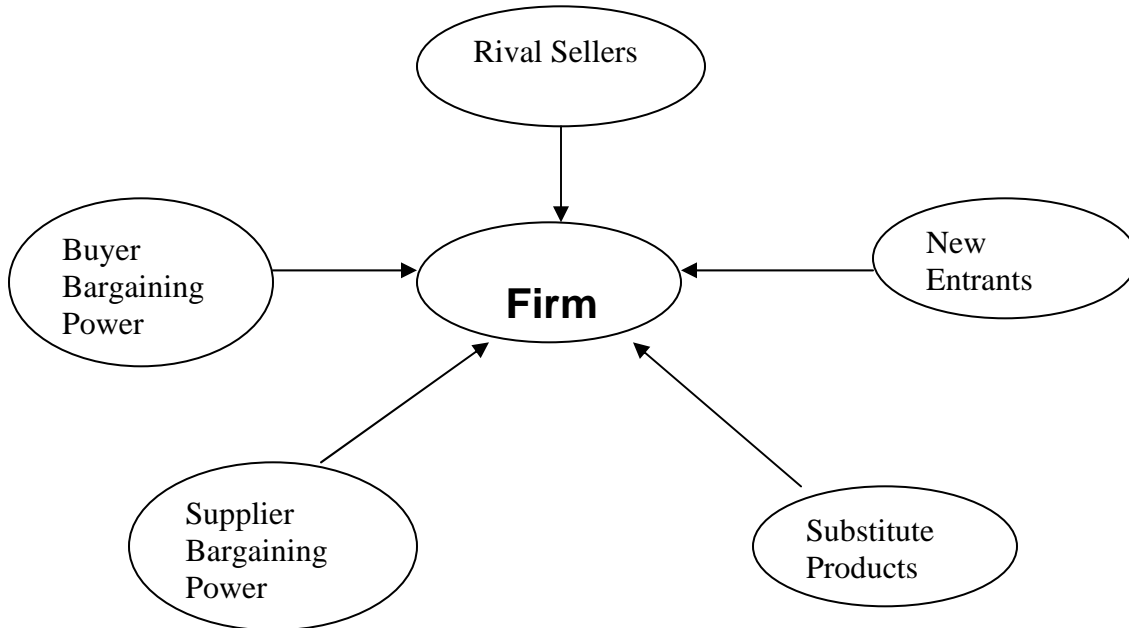 Rival Sellers
Buyer
Bargaining
Power
New
Entrants
Firm
Supplier
Bargaining
Power
Substitute
Products